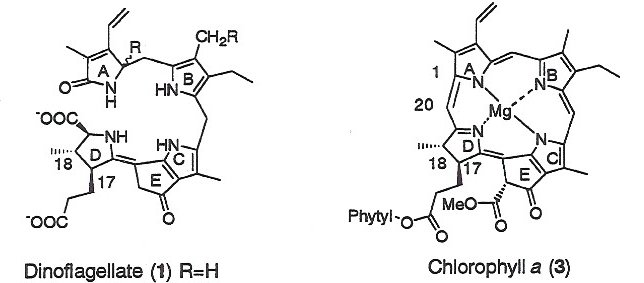 R
CH₂R
A
B
O
N
H
HN
⁻OOC
NH
HN
D
C
E
18
17
⁻OOC
O
Dinoflagellate (1) R=H
1
A
B
N
N
20
Mg
N
N
D
C
18
17
E
MeO
O
O
Phytyl
O
O
Chlorophyll a (3)